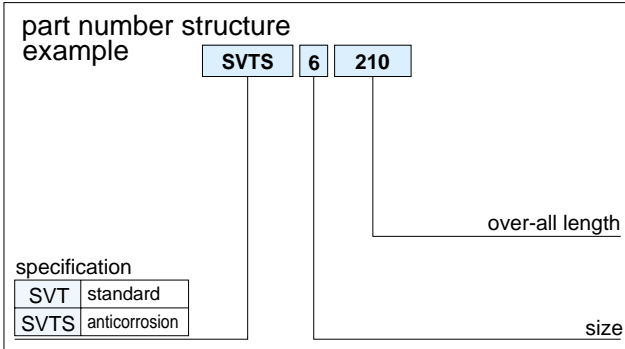 part number structure
example
SVTS 6 210
over-all length
specification
SVT standard
SVTS anticorrosion
size